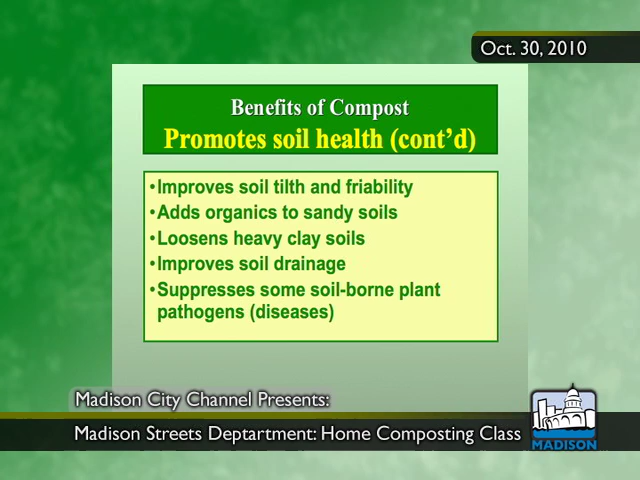 Oct. 30, 2010
Benefits of Compost
Promotes soil health (cont’d)
•Improves soil tilth and friability
•Adds organics to sandy soils
•Loosens heavy clay soils
•Improves soil drainage
•Suppresses some soil-borne plant
pathogens (diseases)
Madison City Channel Presents:
Madison Streets Deptartment: Home Composting Class
MADISON